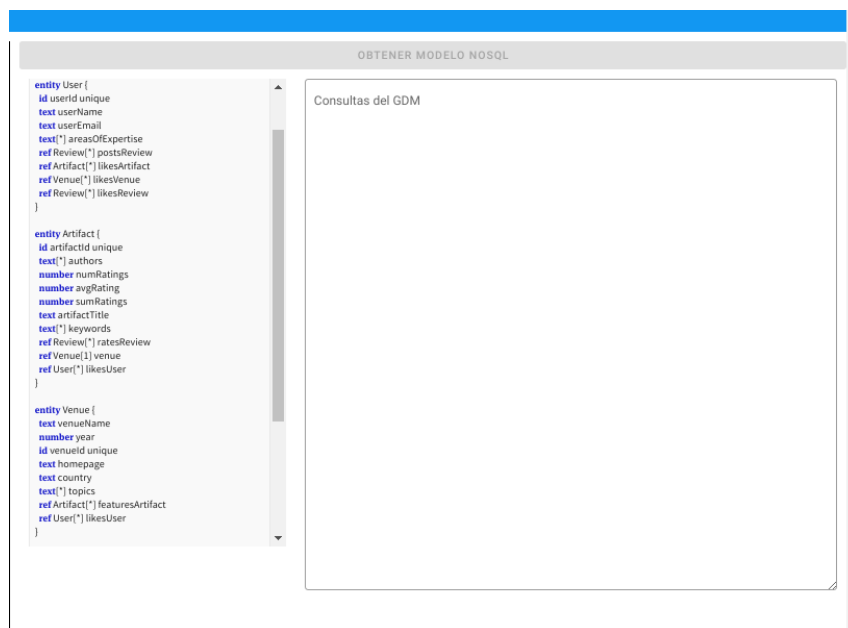 OBTENER MODELO NOSQL
entity User {
id userId unique
text userName
text userEmail
text[*] areasOfExpertise
ref Review[*] postsReview
ref Artifact[*] likesArtifact
ref Venue[*] likesVenue
ref Review[*] likesReview
}
entity Artifact {
id artifactId unique
text[*] authors
number numRatings
number avgRating
number sumRatings
text artifactTitle
text[*] keywords
ref Review[*] ratesReview
ref Venue[1] venue
ref User[*] likesUser
}
entity Venue {
text venueName
number year
id venueId unique
text homepage
text country
text[*] topics
ref Artifact[*] featuresArtifact
ref User[*] likesUser
}
Consultas del GDM